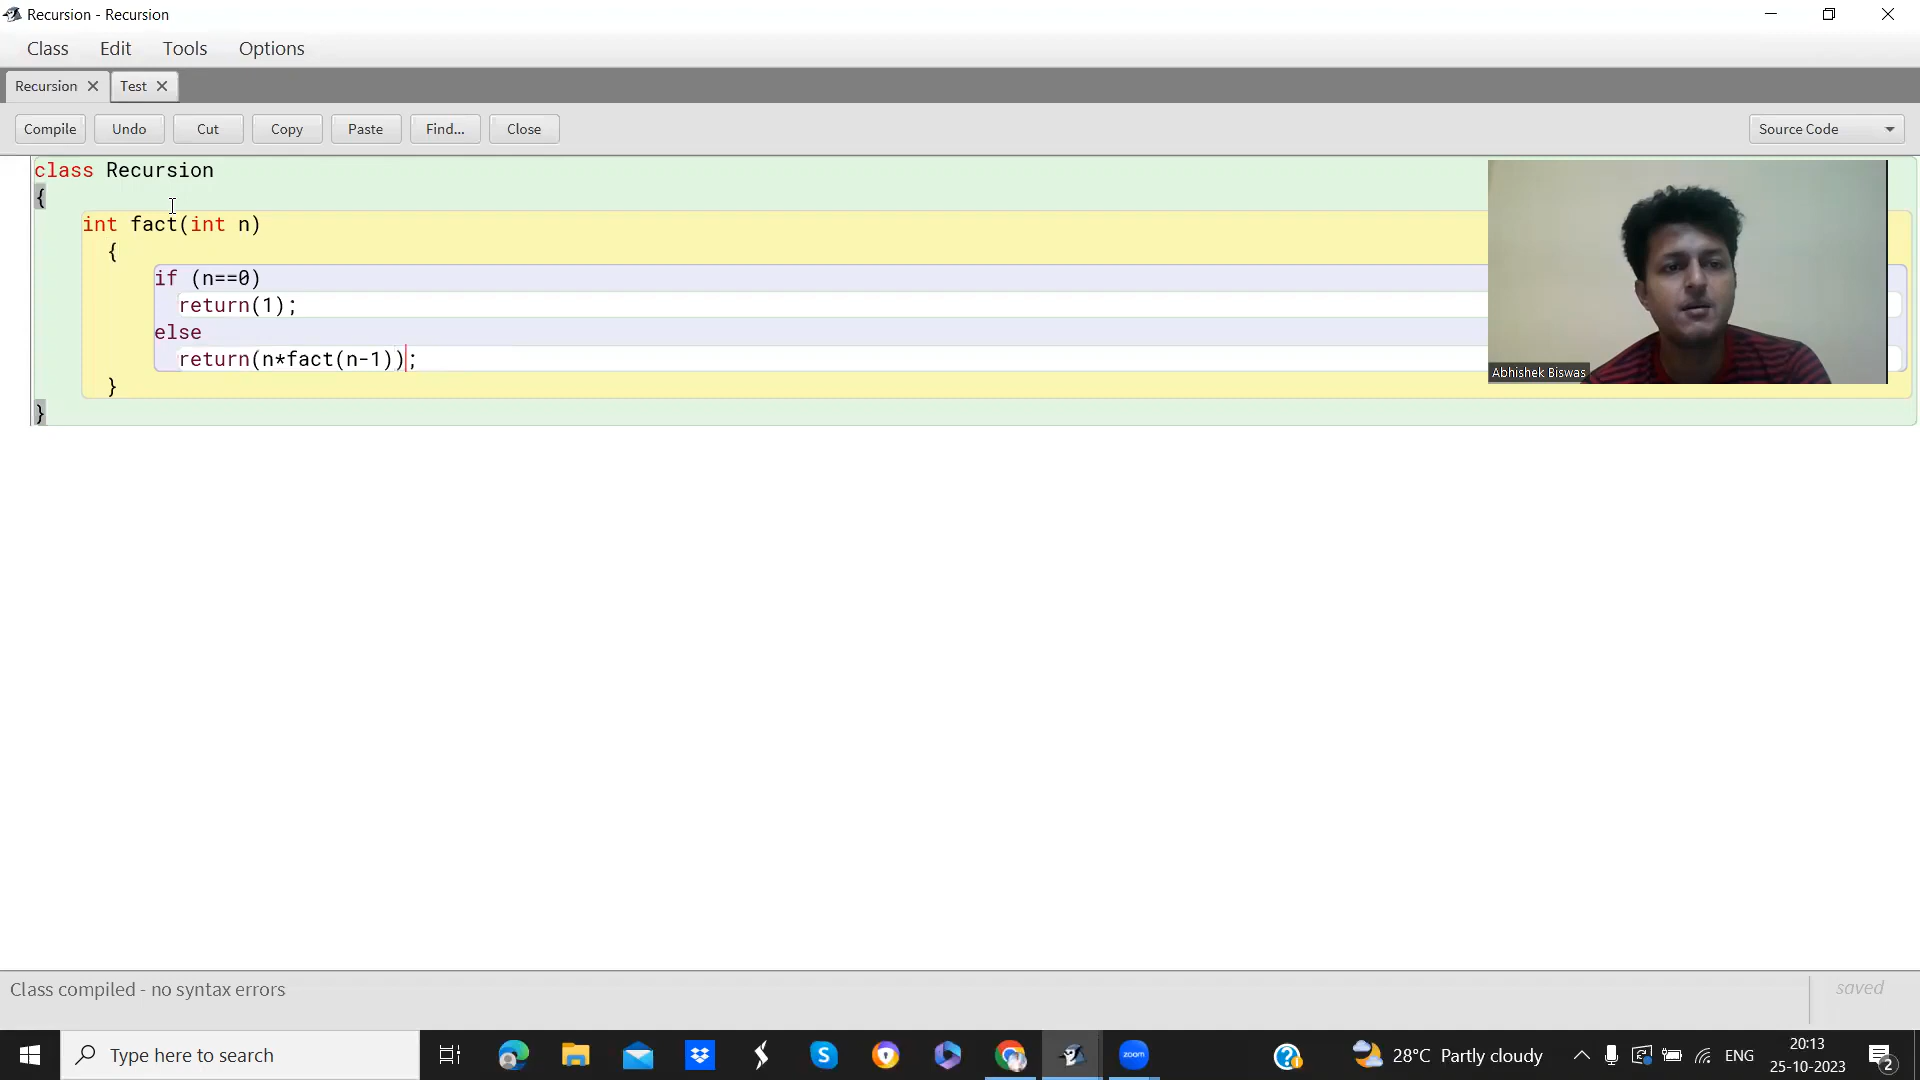 Recursion - Recursion
Class Edit Tools Options
Recursion Test
Compile Undo Cut Copy Paste Find... Close Source Code
class Recursion
{
int fact(int n)
{
if (n==0)
return(1);
else
return(n*fact(n-1));
}
}
Abhishek Biswas
Class compiled - no syntax errors saved
Type here to search zoom 28°C Partly cloudy ENG 20:13
25-10-2023 2